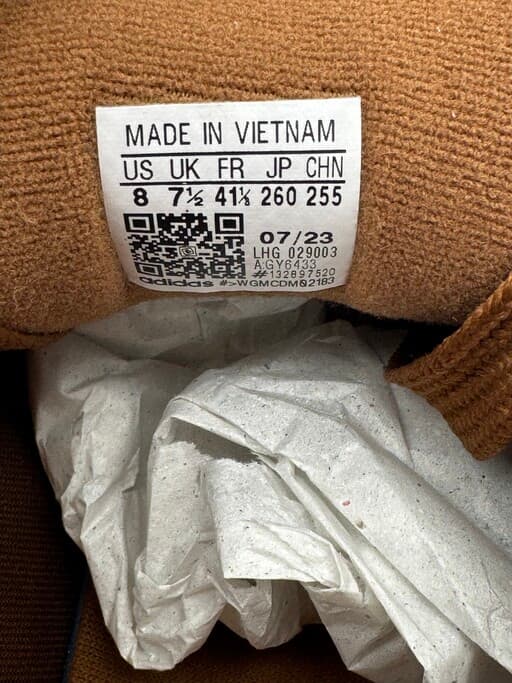 MADE IN VIETNAM
US UK FR JP CHN
8 7½ 41⅓ 260 255
07/23
LHG 029003
A:GY6433
#132897520
adidas #>WGMCDM02183